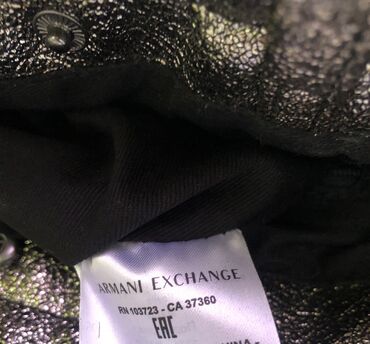 ARMANI EXCHANGE
RN 103723 - CA 37360
EAC